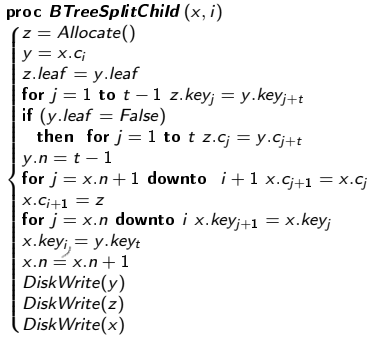 proc BTreeSplitChild (x, i)
z = Allocate()
y = x.c_i
z.leaf = y.leaf
for j = 1 to t − 1 z.key_j = y.key_{j+t}
if (y.leaf = False)
then for j = 1 to t z.c_j = y.c_{j+t}
y.n = t − 1
for j = x.n + 1 downto i + 1 x.c_{j+1} = x.c_j
x.c_{i+1} = z
for j = x.n downto i x.key_{j+1} = x.key_j
x.key_i = y.key_t
x.n = x.n + 1
DiskWrite(y)
DiskWrite(z)
DiskWrite(x)